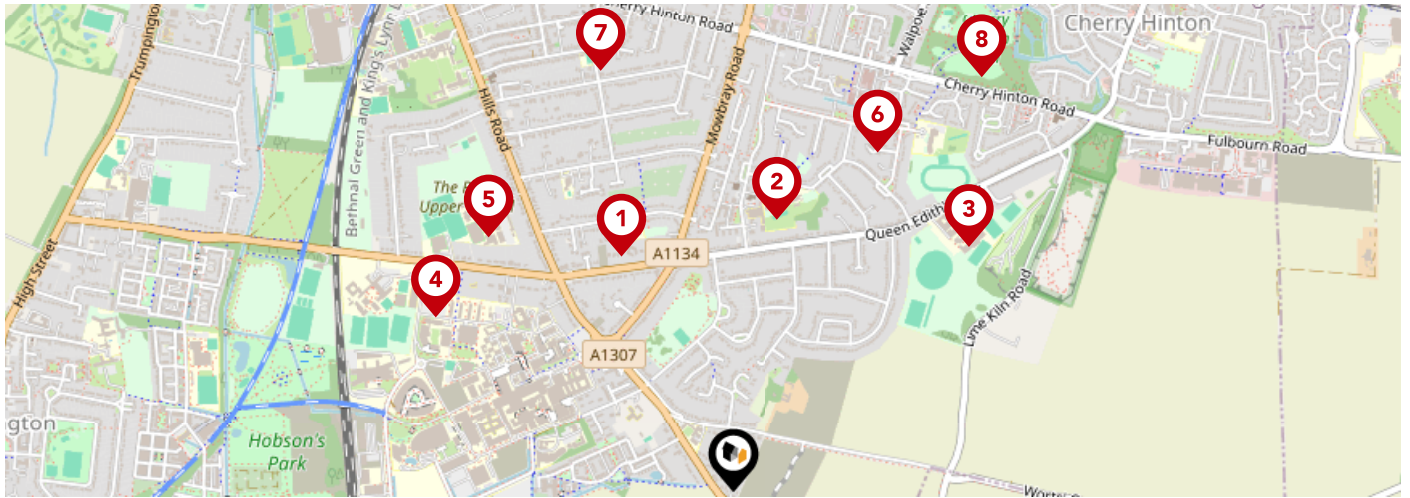 Cherry Hinton Road
Cherry Hinton
Trumpington
Bethnal Green and King's Lynn L
Hills Road
Mowbray Road
Walpole
Cherry Hinton Road
Fulbourn Road
7
8
6
2
5
1
3
4
The P
Upper
Queen Edith'
A1134
High Street
Lyme Kiln Road
A1307
gton
Hobson's
Park
Worts